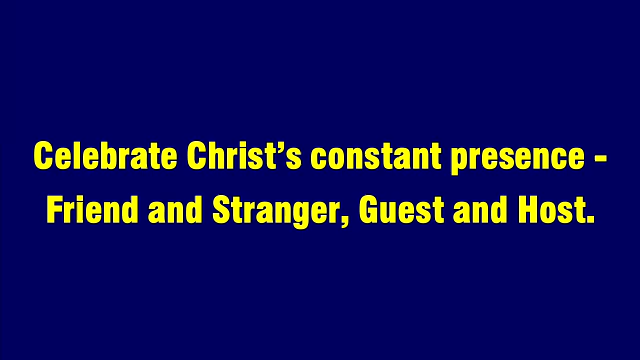 Celebrate Christ’s constant presence -
Friend and Stranger, Guest and Host.